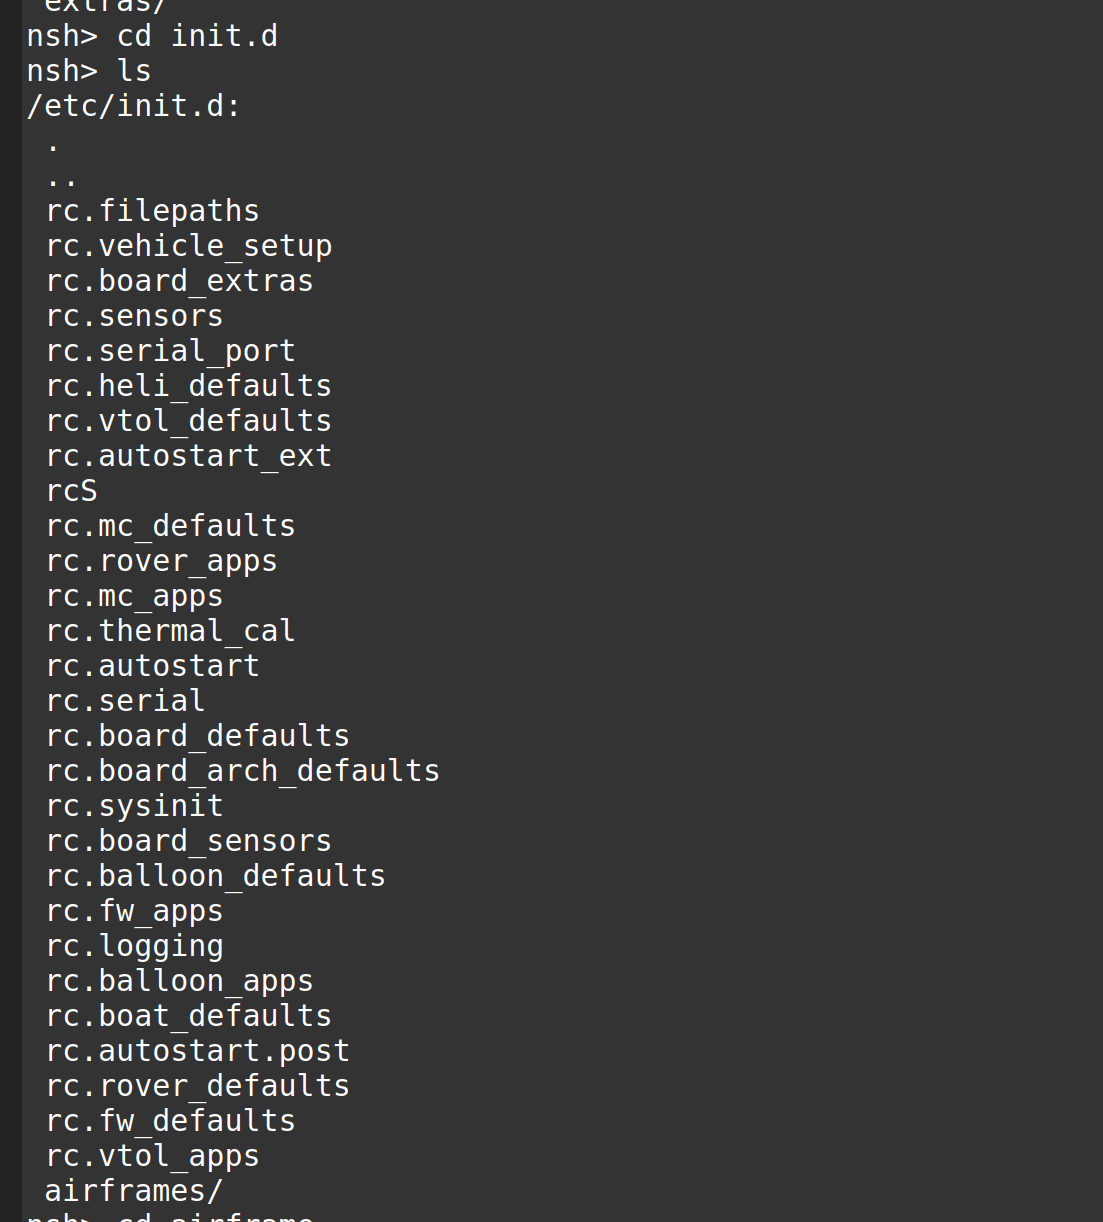 extras/
nsh> cd init.d
nsh> ls
/etc/init.d:
.
..
rc.filepaths
rc.vehicle_setup
rc.board_extras
rc.sensors
rc.serial_port
rc.heli_defaults
rc.vtol_defaults
rc.autostart_ext
rcS
rc.mc_defaults
rc.rover_apps
rc.mc_apps
rc.thermal_cal
rc.autostart
rc.serial
rc.board_defaults
rc.board_arch_defaults
rc.sysinit
rc.board_sensors
rc.balloon_defaults
rc.fw_apps
rc.logging
rc.balloon_apps
rc.boat_defaults
rc.autostart.post
rc.rover_defaults
rc.fw_defaults
rc.vtol_apps
airframes/
nsh> cd airframe